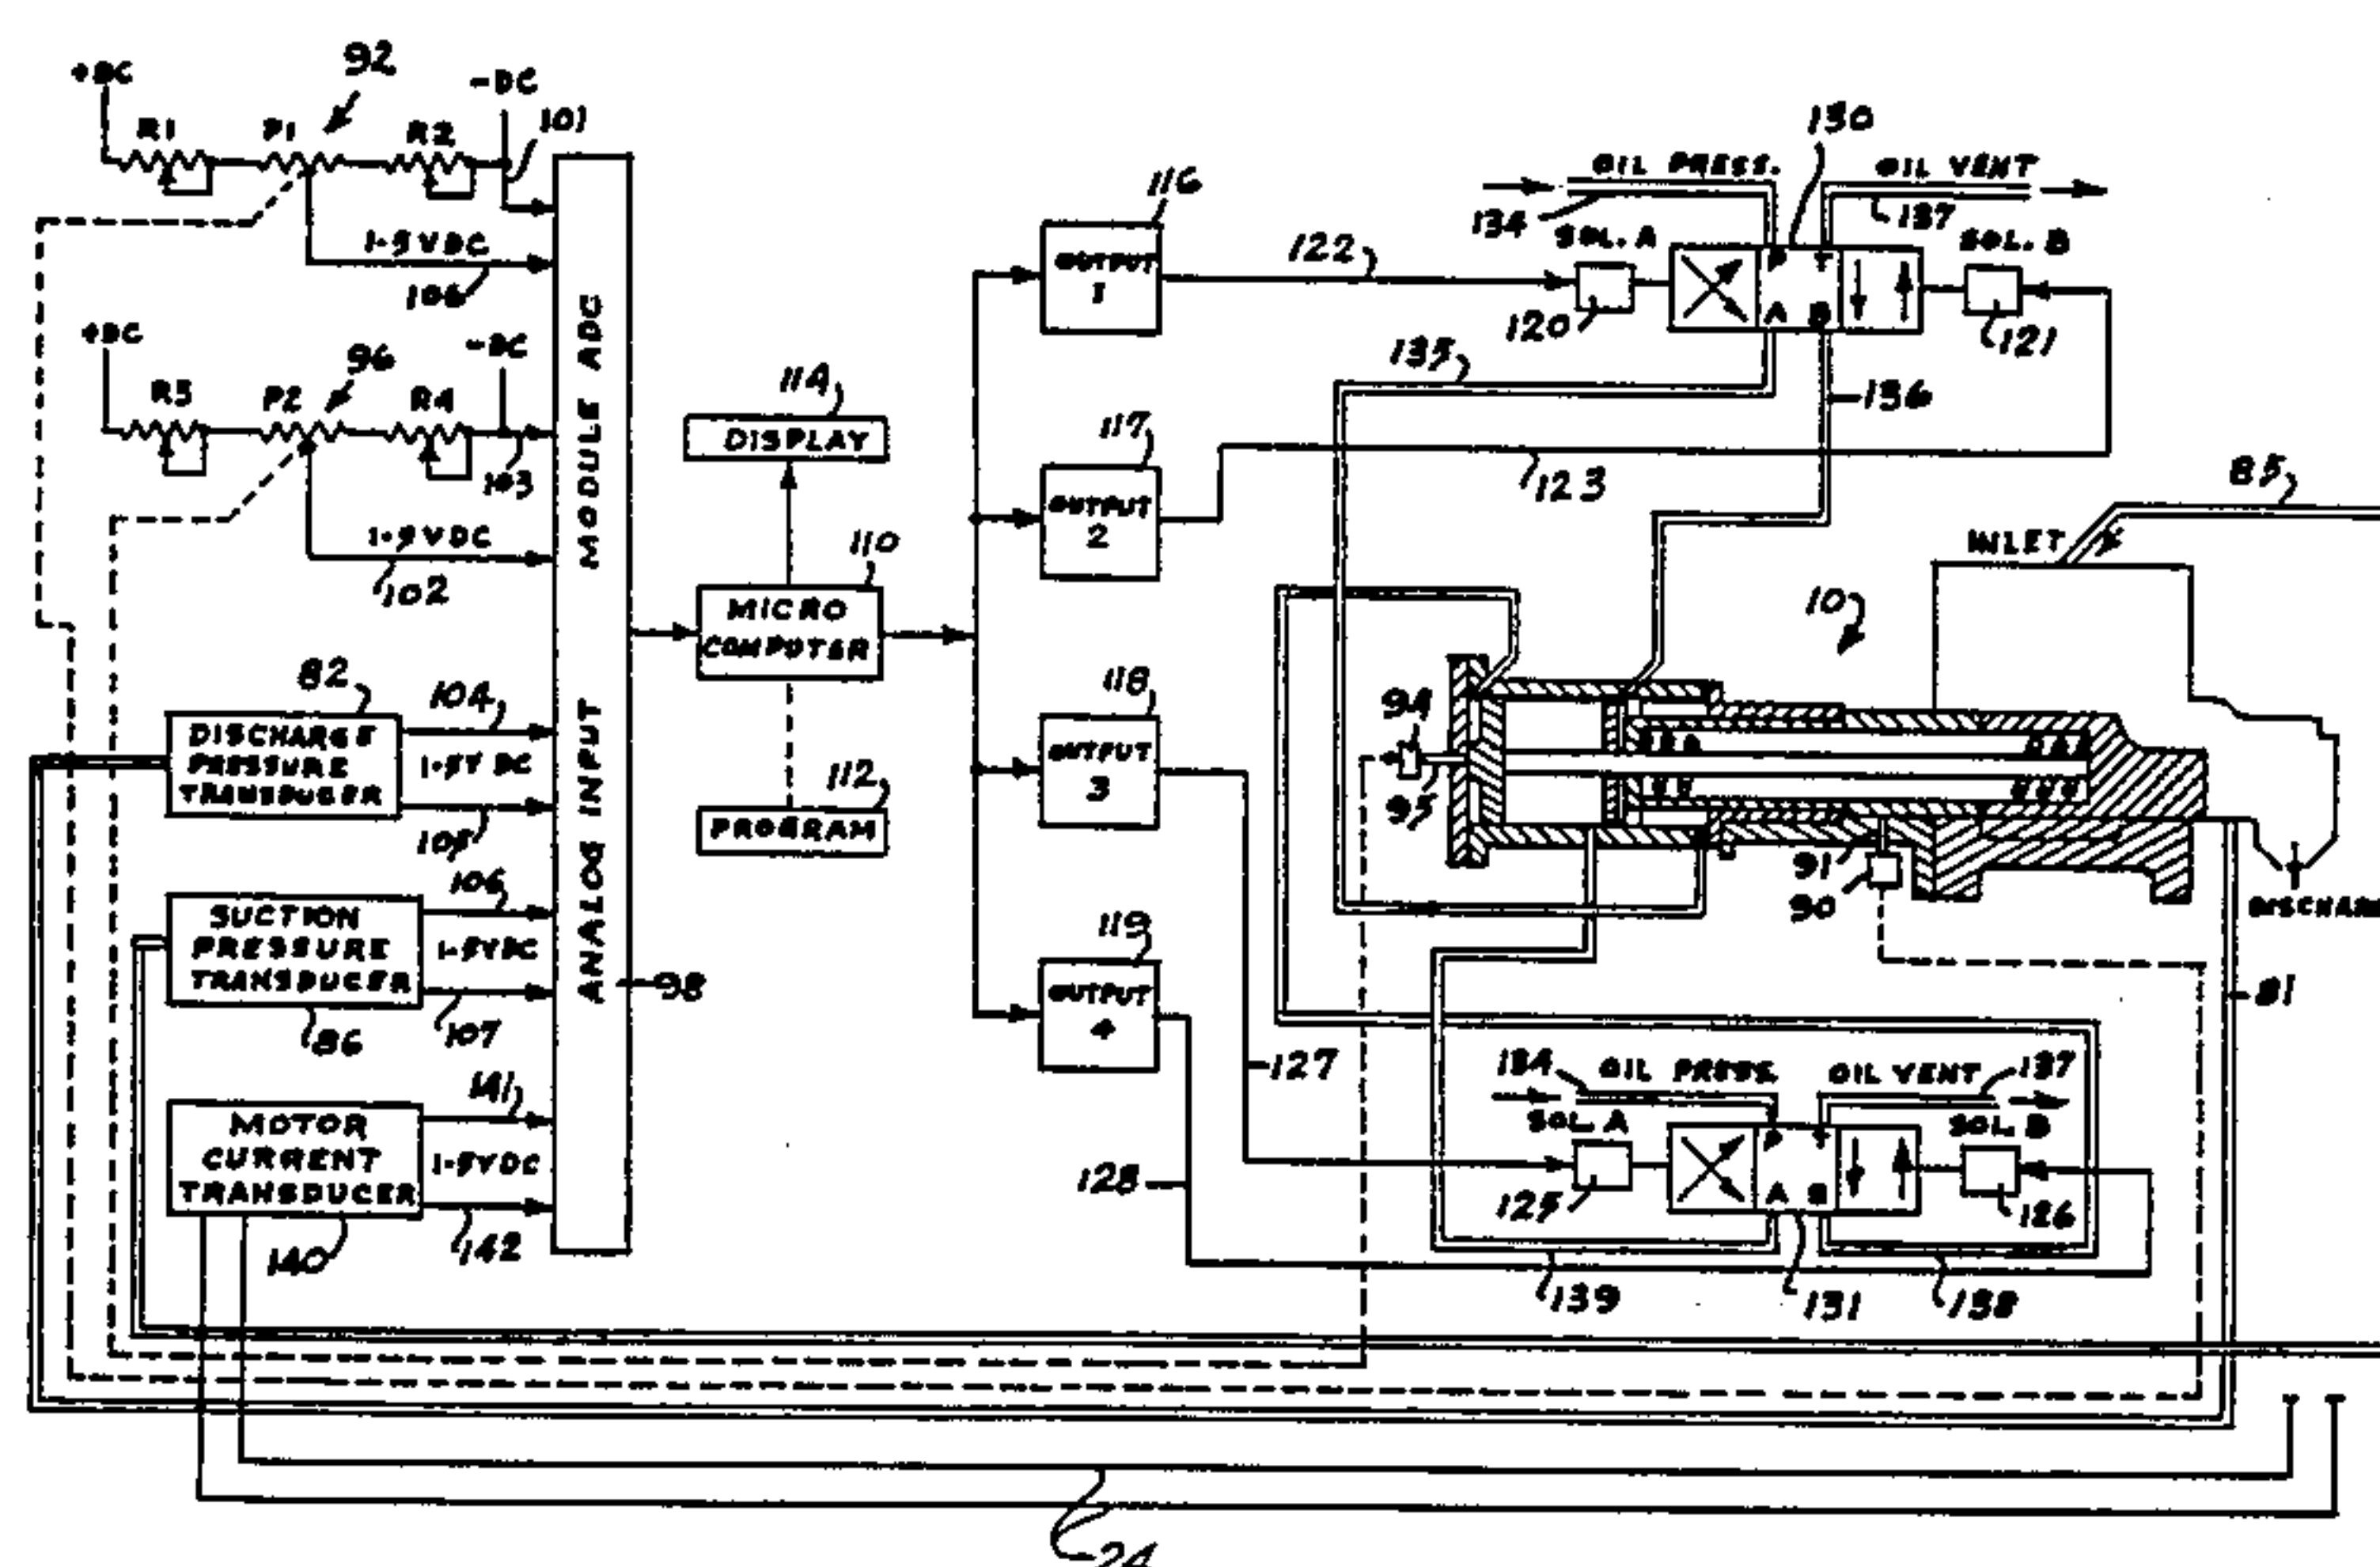 +DC
92
-DC
101
R1
P1
R2
1-5VDC
106
+DC
96
-DC
R3
P2
R4
103
1-5VDC
102
82
104
DISCHARGE
PRESSURE
TRANSDUCER
1-5V DC
105
106
SUCTION
PRESSURE
TRANSDUCER
1-5VDC
107
86
141
MOTOR
CURRENT
TRANSDUCER
1-5VDC
142
140
ANALOG INPUT MODULE ADC
98
114
DISPLAY
110
MICRO
COMPUTER
112
PROGRAM
116
OUTPUT
1
117
OUTPUT
2
118
OUTPUT
3
119
OUTPUT
4
122
123
127
128
130
OIL PRESS.
OIL VENT
134
137
SOL. A
SOL. B
P T
A B
120
121
135
136
85
INLET
10
94
95
91
90
DISCHAR
81
134
OIL PRESS.
OIL VENT
137
SOL. A
SOL. B
P T
A B
125
126
139
131
138
24